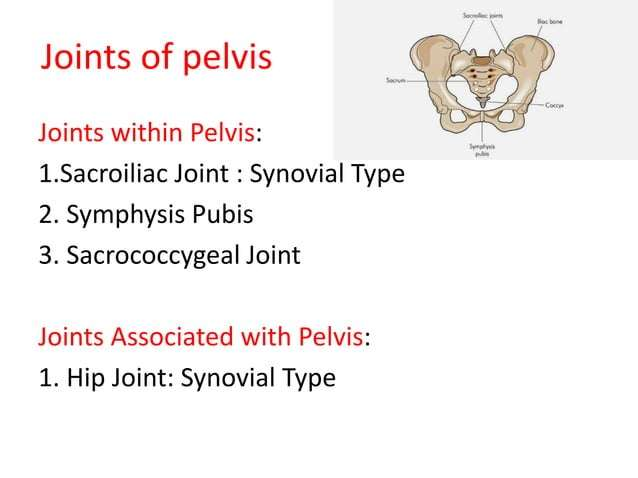 Joints of pelvis
Sacroiliac joints
Iliac bone
Sacrum
Coccyx
Symphysis
pubis
Joints within Pelvis:
1.Sacroiliac Joint : Synovial Type
2. Symphysis Pubis
3. Sacrococcygeal Joint
Joints Associated with Pelvis:
1. Hip Joint: Synovial Type